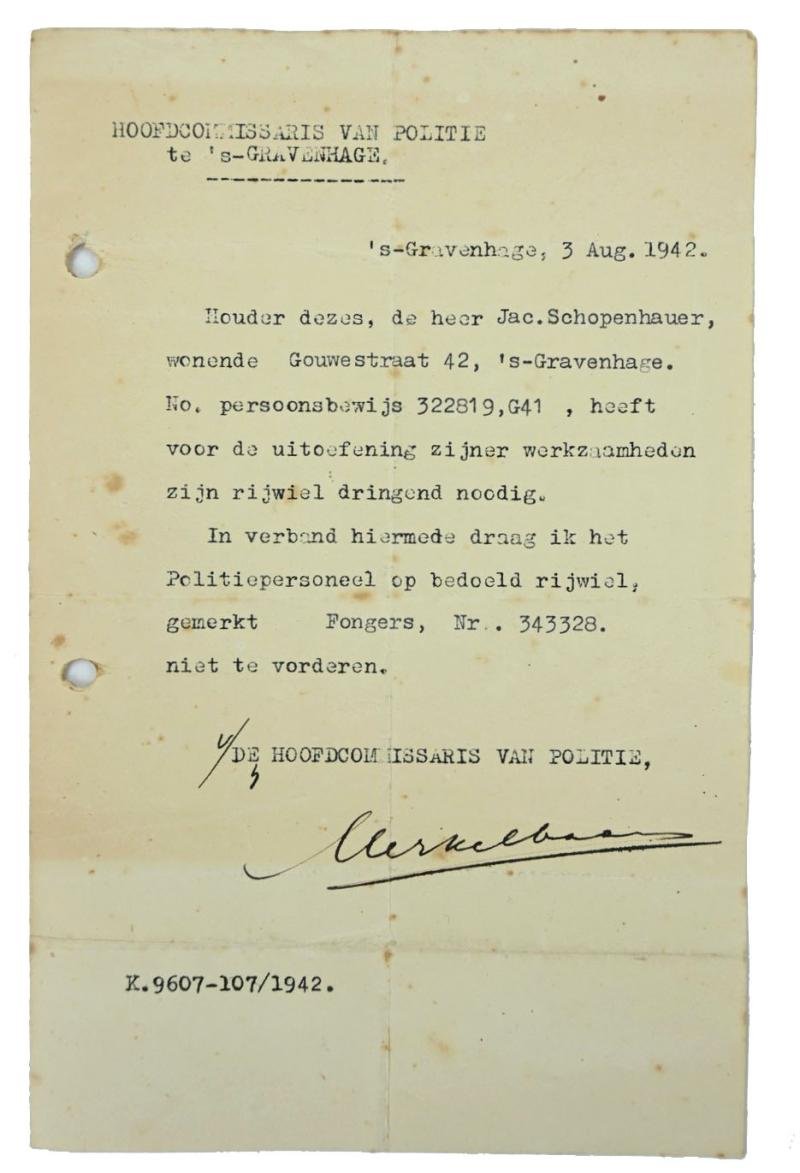 HOOFDCOMMISSARIS VAN POLITIE
te 's-GRAVENHAGE.
's-Gravenhage, 3 Aug. 1942.
Houder dezes, de heer Jac.Schopenhauer,
wonende Gouwestraat 42, 's-Gravenhage.
No. persoonsbewijs 322819,G41 , heeft
voor de uitoefening zijner werkzaamheden
zijn rijwiel dringend noodig.
In verband hiermede draag ik het
Politiepersoneel op bedoeld rijwiel,
gemerkt Fongers, Nr. . 343328.
niet te vorderen.
DE HOOFDCOMMISSARIS VAN POLITIE,
K.9607-107/1942.